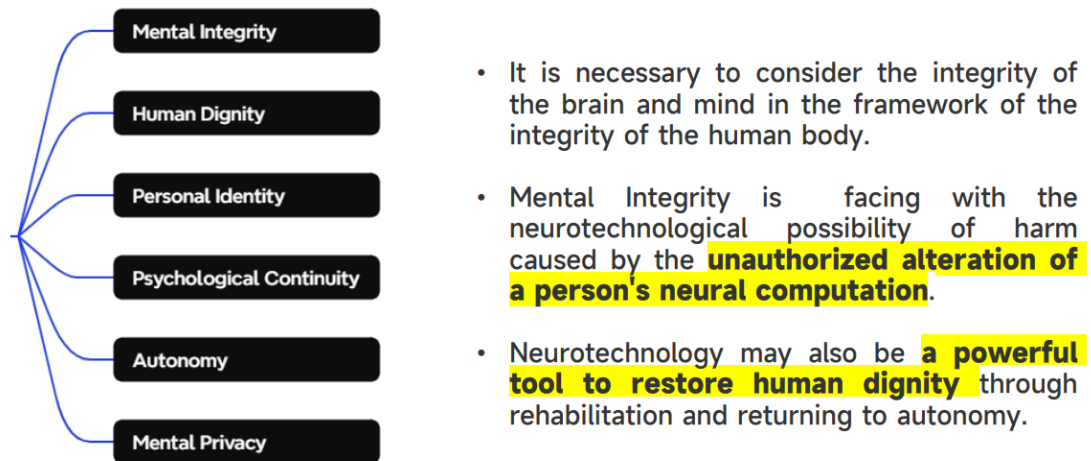 Mental Integrity
Human Dignity
Personal Identity
Psychological Continuity
Autonomy
Mental Privacy
• It is necessary to consider the integrity of
the brain and mind in the framework of the
integrity of the human body.
• Mental Integrity is facing with the
neurotechnological possibility of harm
caused by the unauthorized alteration of
a person's neural computation.
• Neurotechnology may also be a powerful
tool to restore human dignity through
rehabilitation and returning to autonomy.